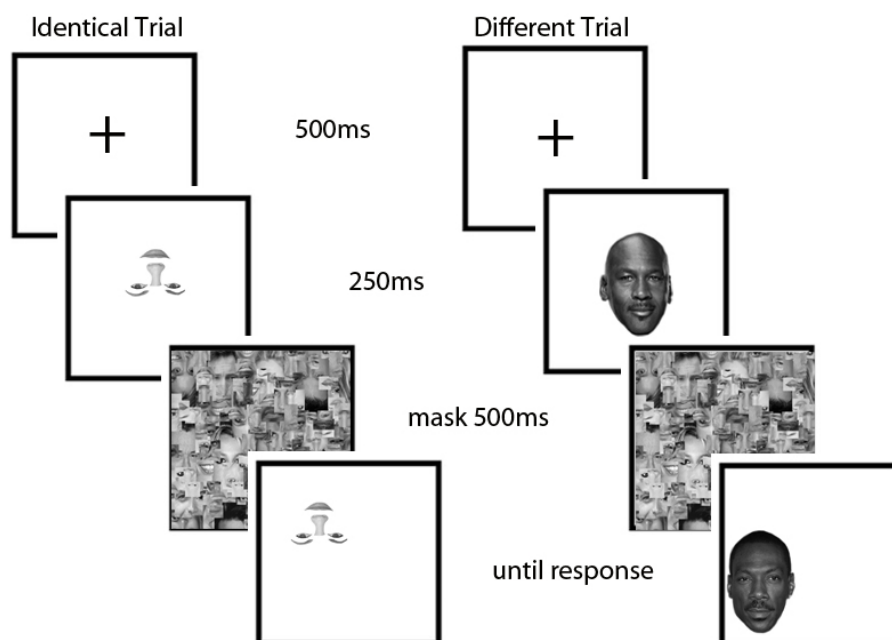 Identical Trial
Different Trial
500ms
250ms
mask 500ms
until response